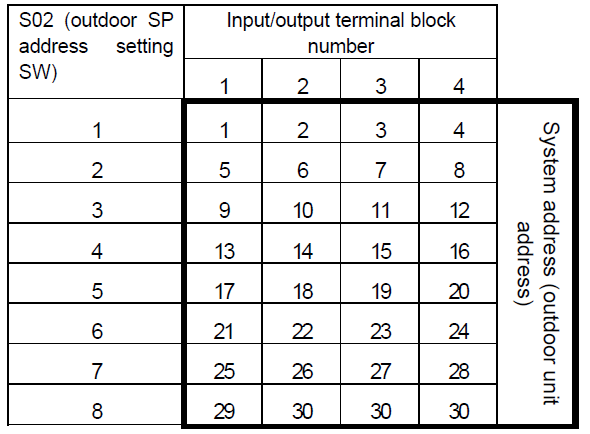 S02 (outdoor SP
address setting
SW)
Input/output terminal block
number
1 2 3 4
1 1 2 3 4
2 5 6 7 8
3 9 10 11 12
4 13 14 15 16
5 17 18 19 20
6 21 22 23 24
7 25 26 27 28
8 29 30 30 30
System address (outdoor unit
address)